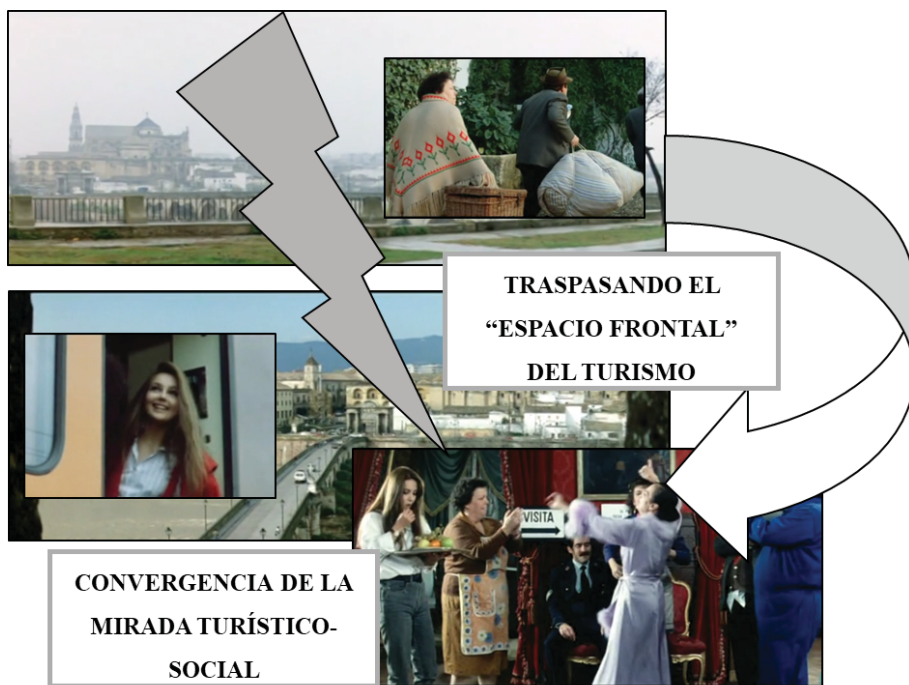 TRASPASANDO EL
“ESPACIO FRONTAL”
DEL TURISMO
VISITA
CONVERGENCIA DE LA
MIRADA TURÍSTICO-
SOCIAL